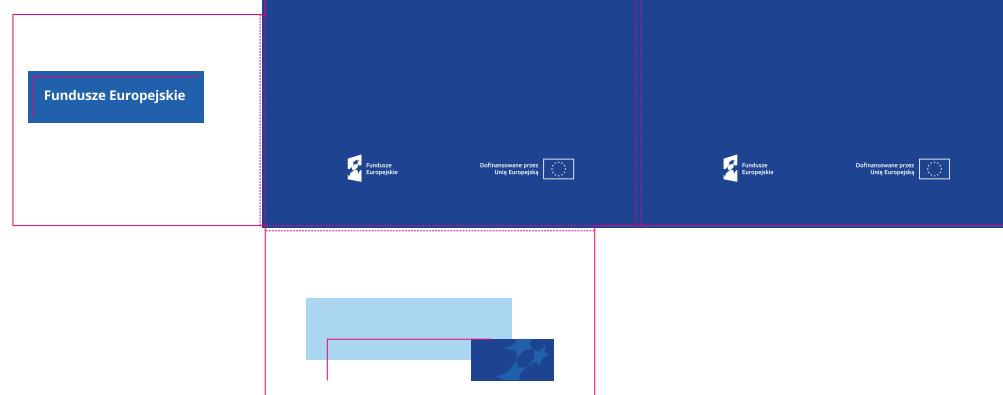 Fundusze Europejskie
Fundusze
Europejskie
Dofinansowane przez
Unię Europejską
Fundusze
Europejskie
Dofinansowane przez
Unię Europejską